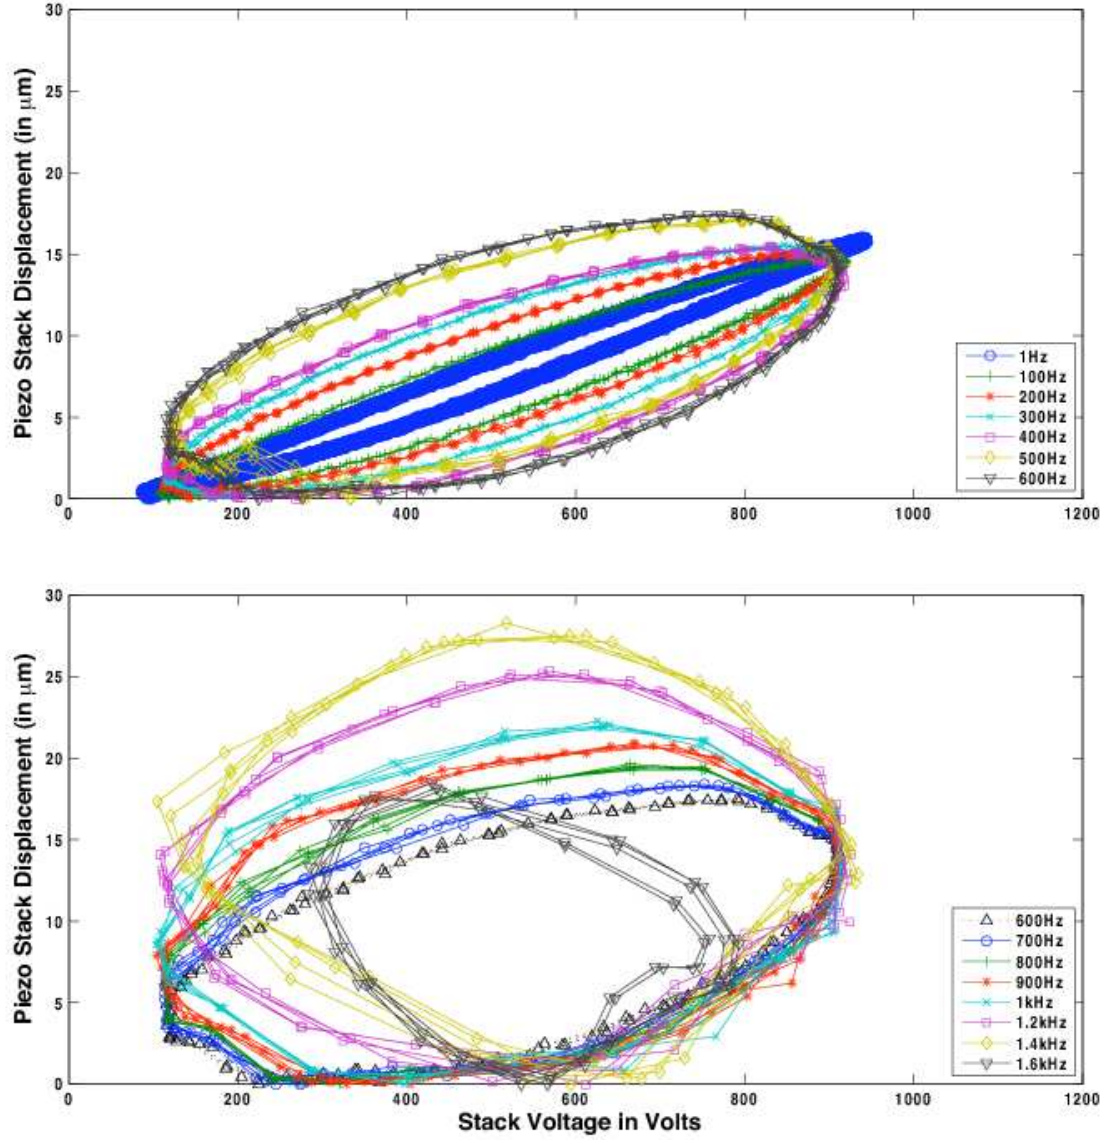 30
25
20
15
10
5
0
Piezo Stack Displacement (in μm)
1Hz
100Hz
200Hz
300Hz
400Hz
500Hz
600Hz
0 200 400 600 800 1000 1200
30
25
20
15
10
5
0
Piezo Stack Displacement (in μm)
600Hz
700Hz
800Hz
900Hz
1kHz
1.2kHz
1.4kHz
1.6kHz
0 200 400 600 800 1000 1200
Stack Voltage in Volts